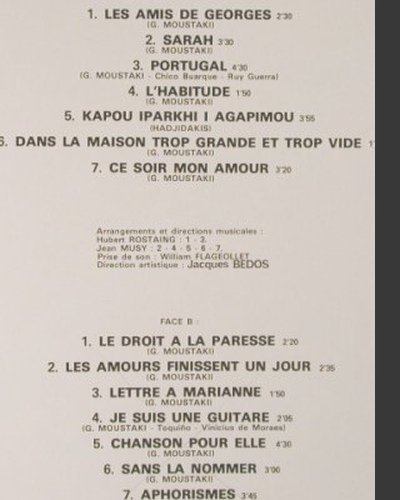 1. LES AMIS DE GEORGES 2'30
(G. MOUSTAKI)
2. SARAH 3'30
(G. MOUSTAKI)
3. PORTUGAL 4'30
(G. MOUSTAKI - Chico Buarque - Ruy Guerra)
4. L'HABITUDE 1'50
(G. MOUSTAKI)
5. KAPOU IPARKHI I AGAPIMOU 3'55
(HADJIDAKIS)
6. DANS LA MAISON TROP GRANDE ET TROP VIDE
(G. MOUSTAKI)
7. CE SOIR MON AMOUR 3'20
(G. MOUSTAKI)
Arrangements et directions musicales :
Hubert ROSTAING : 1 - 3.
Jean MUSY : 2 - 4 - 5 - 6 - 7.
Prise de son : William FLAGEOLLET
Direction artistique : Jacques BEDOS
FACE B :
1. LE DROIT A LA PARESSE 2'20
(G. MOUSTAKI)
2. LES AMOURS FINISSENT UN JOUR 2'35
(G. MOUSTAKI)
3. LETTRE A MARIANNE 1'50
(G. MOUSTAKI)
4. JE SUIS UNE GUITARE 2'05
(G. MOUSTAKI - Toquiño - Vinicius de Moraes)
5. CHANSON POUR ELLE 4'30
(G. MOUSTAKI)
6. SANS LA NOMMER 3'00
(G. MOUSTAKI)
7. APHORISMES 3'45